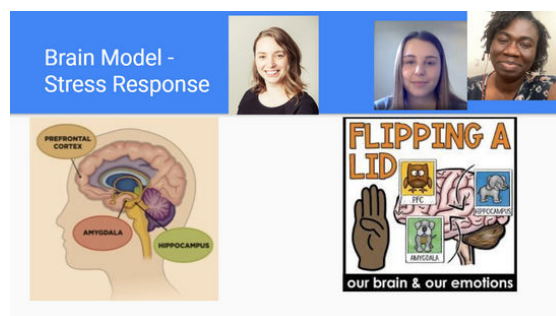 Brain Model -
Stress Response
PREFRONTAL
CORTEX
AMYGDALA
HIPPOCAMPUS
FLIPPING A
LID
PFC
HIPPOCAMPUS
AMYGDALA
our brain & our emotions